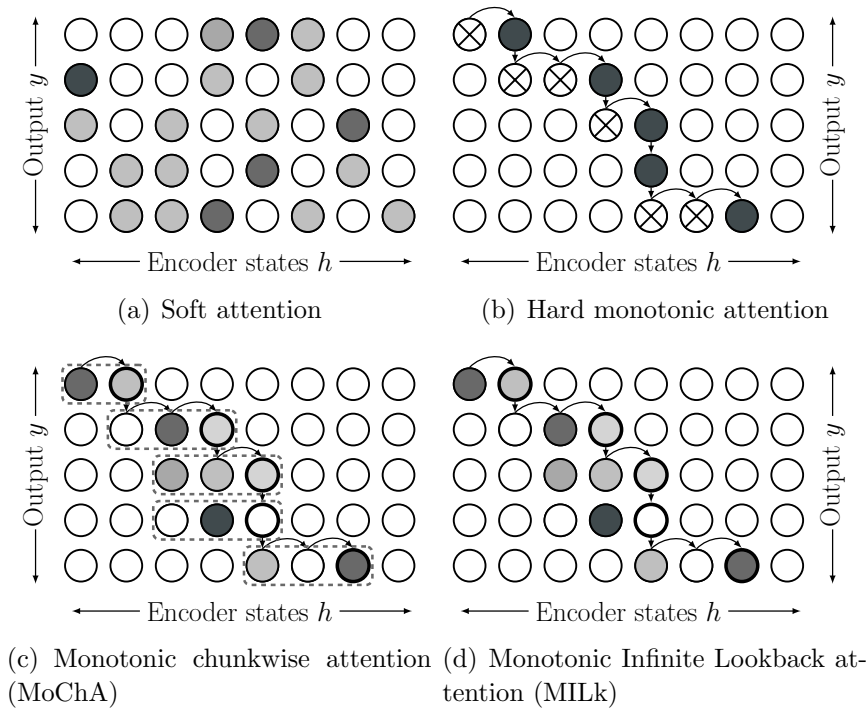 Output y
Encoder states h
(a) Soft attention
Encoder states h
Output y
(b) Hard monotonic attention
Output y
Encoder states h
(c) Monotonic chunkwise attention
(MoChA)
Encoder states h
Output y
(d) Monotonic Infinite Lookback at-
tention (MILk)